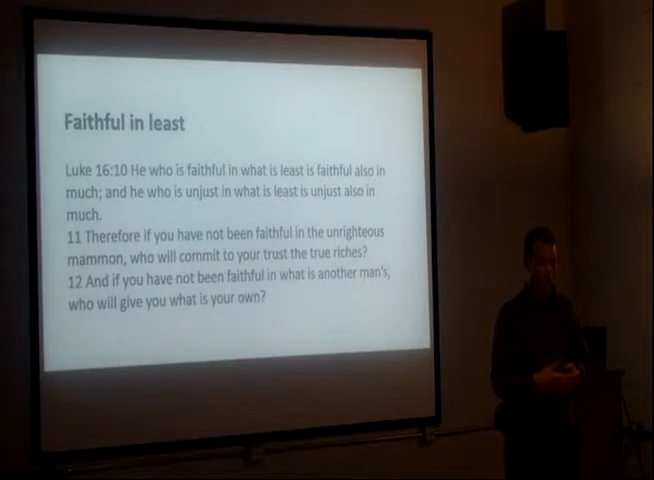 Faithful in least
Luke 16:10 He who is faithful in what is least is faithful also in
much; and he who is unjust in what is least is unjust also in
much.
11 Therefore if you have not been faithful in the unrighteous
mammon, who will commit to your trust the true riches?
12 And if you have not been faithful in what is another man's,
who will give you what is your own?